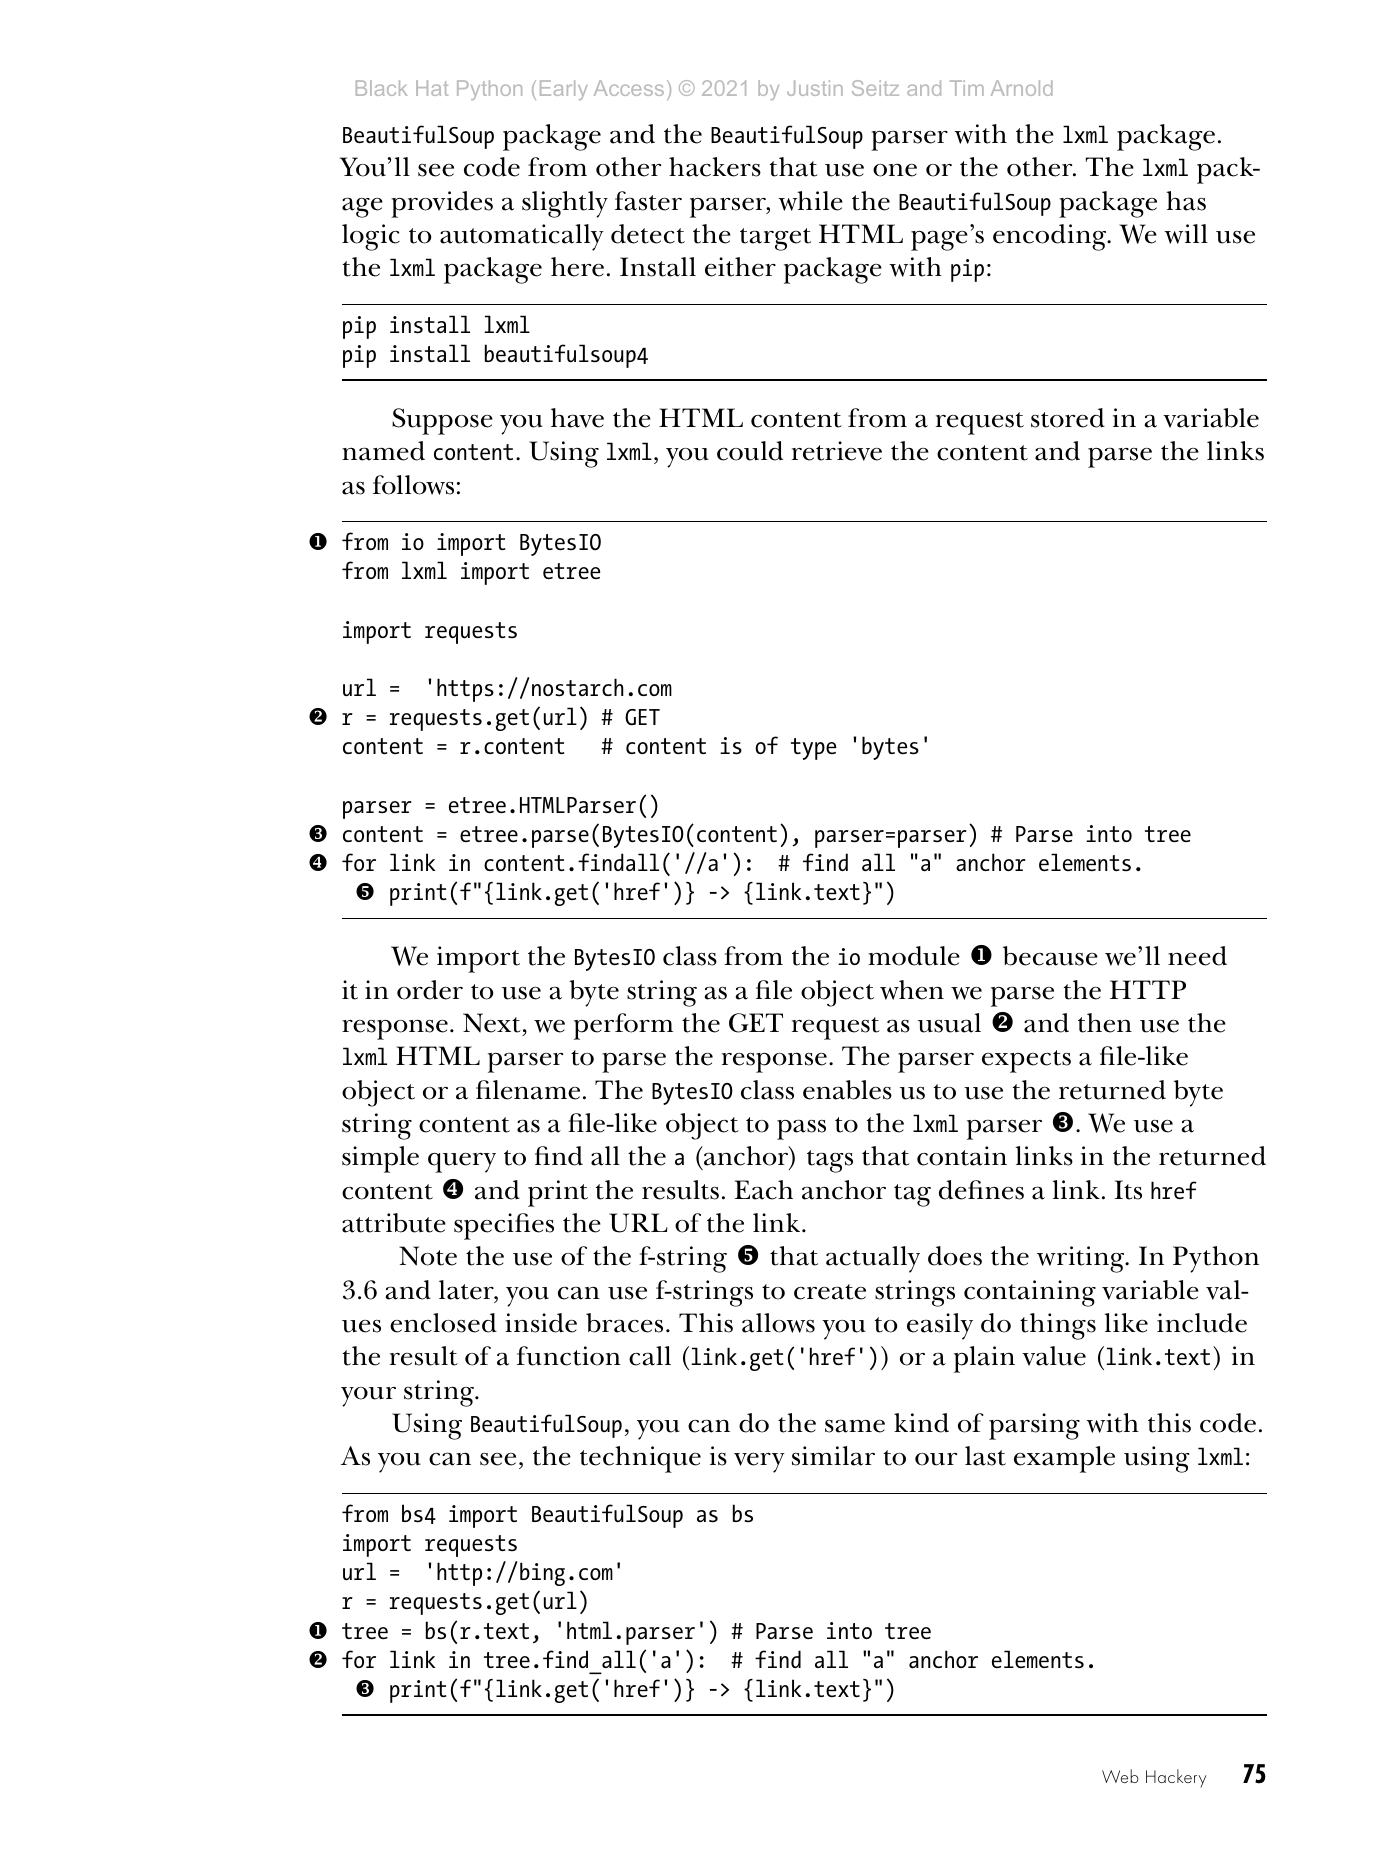 Black Hat Python (Early Access) © 2021 by Justin Seitz and Tim Arnold
BeautifulSoup package and the BeautifulSoup parser with the lxml package.
You’ll see code from other hackers that use one or the other. The lxml pack-
age provides a slightly faster parser, while the BeautifulSoup package has
logic to automatically detect the target HTML page’s encoding. We will use
the lxml package here. Install either package with pip:
pip install lxml
pip install beautifulsoup4
Suppose you have the HTML content from a request stored in a variable
named content. Using lxml, you could retrieve the content and parse the links
as follows:
❶ from io import BytesIO
from lxml import etree
import requests
url =  'https://nostarch.com
❷ r = requests.get(url) # GET
content = r.content   # content is of type 'bytes'
parser = etree.HTMLParser()
❸ content = etree.parse(BytesIO(content), parser=parser) # Parse into tree
❹ for link in content.findall('//a'):  # find all "a" anchor elements.
❺ print(f"{link.get('href')} -> {link.text}")
We import the BytesIO class from the io module ❶ because we’ll need
it in order to use a byte string as a file object when we parse the HTTP
response. Next, we perform the GET request as usual ❷ and then use the
lxml HTML parser to parse the response. The parser expects a file-like
object or a filename. The BytesIO class enables us to use the returned byte
string content as a file-like object to pass to the lxml parser ❸. We use a
simple query to find all the a (anchor) tags that contain links in the returned
content ❹ and print the results. Each anchor tag defines a link. Its href
attribute specifies the URL of the link.
Note the use of the f-string ❺ that actually does the writing. In Python
3.6 and later, you can use f-strings to create strings containing variable val-
ues enclosed inside braces. This allows you to easily do things like include
the result of a function call (link.get('href')) or a plain value (link.text) in
your string.
Using BeautifulSoup, you can do the same kind of parsing with this code.
As you can see, the technique is very similar to our last example using lxml:
from bs4 import BeautifulSoup as bs
import requests
url =  'http://bing.com'
r = requests.get(url)
❶ tree = bs(r.text, 'html.parser') # Parse into tree
❷ for link in tree.find_all('a'):  # find all "a" anchor elements.
❸ print(f"{link.get('href')} -> {link.text}")
Web Hackery 75